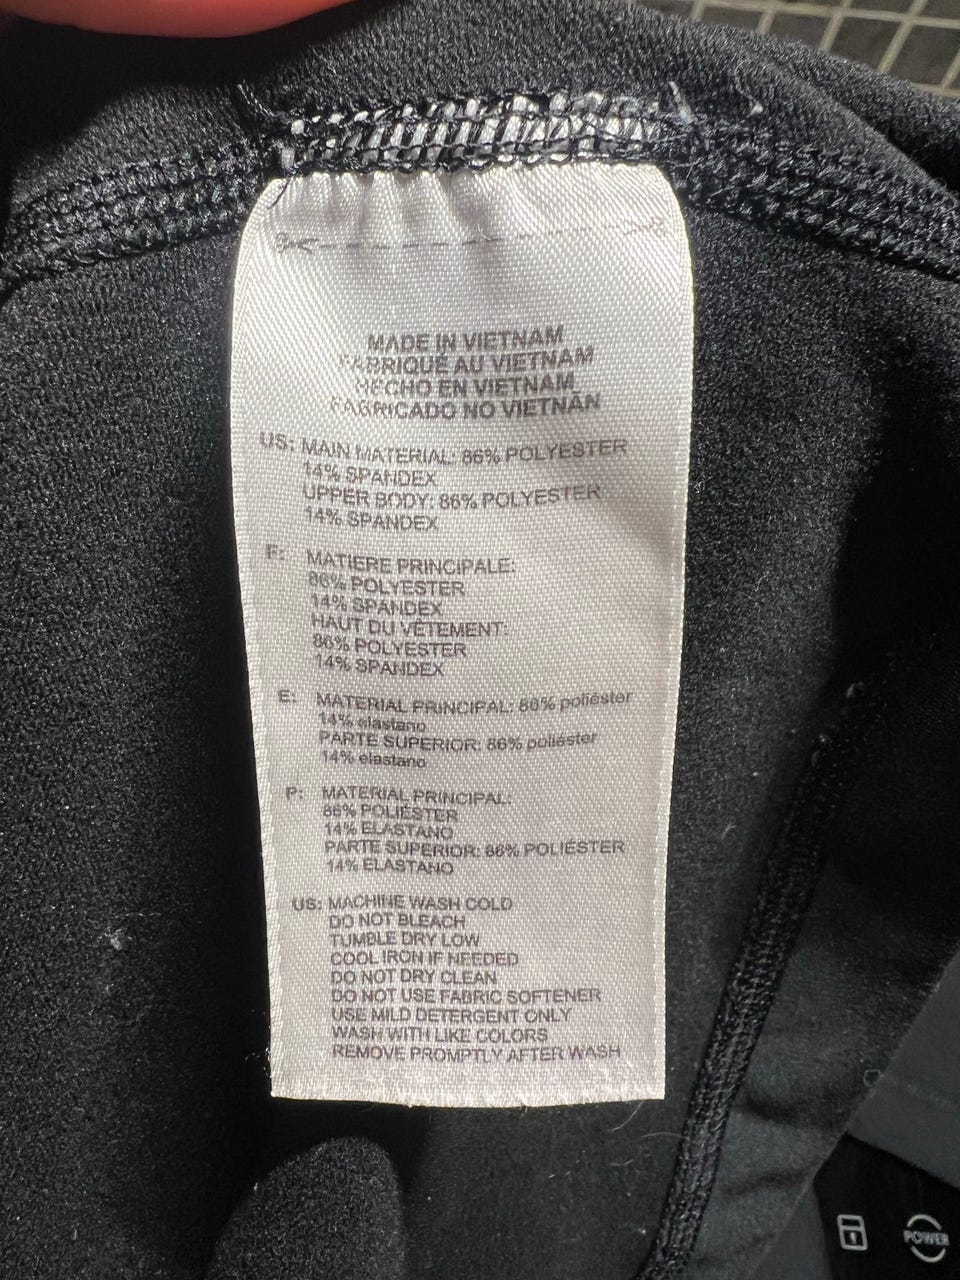 MADE IN VIETNAM
FABRIQUÉ AU VIETNAM
HECHO EN VIETNAM
FABRICADO NO VIETNÃN
US: MAIN MATERIAL: 86% POLYESTER
14% SPANDEX
UPPER BODY: 86% POLYESTER
14% SPANDEX
F: MATIERE PRINCIPALE:
86% POLYESTER
14% SPANDEX
HAUT DU VÊTEMENT:
86% POLYESTER
14% SPANDEX
E: MATERIAL PRINCIPAL: 86% poliéster
14% elastano
PARTE SUPERIOR: 86% poliéster
14% elastano
P: MATERIAL PRINCIPAL:
86% POLIÉSTER
14% ELASTANO
PARTE SUPERIOR: 86% POLIÉSTER
14% ELASTANO
US: MACHINE WASH COLD
DO NOT BLEACH
TUMBLE DRY LOW
COOL IRON IF NEEDED
DO NOT DRY CLEAN
DO NOT USE FABRIC SOFTENER
USE MILD DETERGENT ONLY
WASH WITH LIKE COLORS
REMOVE PROMPTLY AFTER WASH
POWER